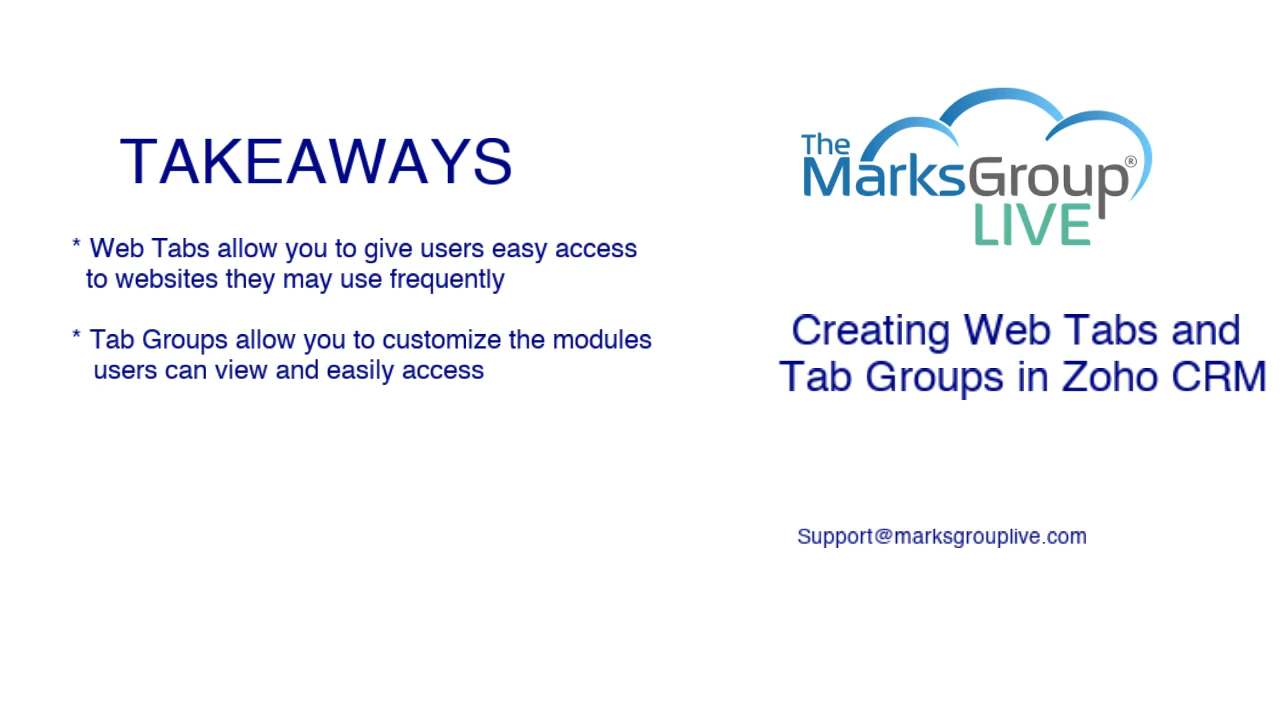 TAKEAWAYS
* Web Tabs allow you to give users easy access
to websites they may use frequently
* Tab Groups allow you to customize the modules
users can view and easily access
The
MarksGroup®
LIVE
Creating Web Tabs and
Tab Groups in Zoho CRM
Support@marksgrouplive.com